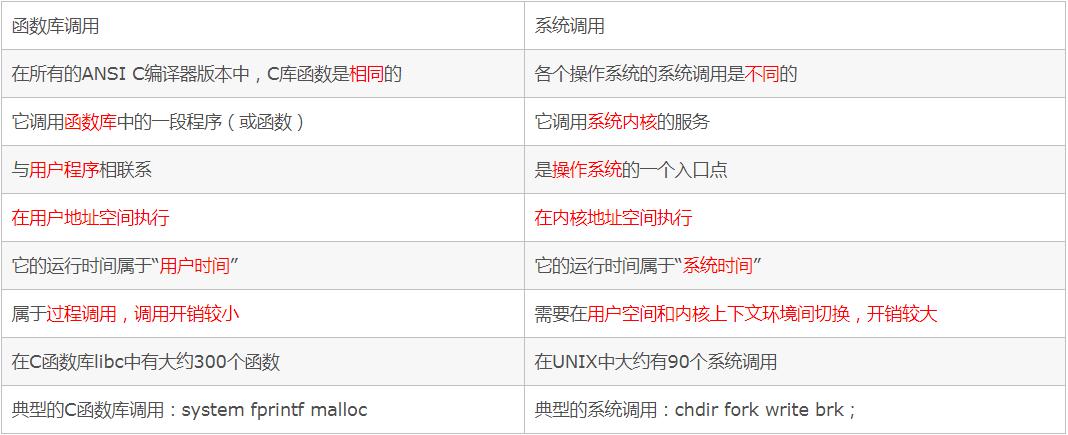 函数库调用
系统调用
在所有的ANSI C编译器版本中，C库函数是相同的
各个操作系统的系统调用是不同的
它调用函数库中的一段程序（或函数）
它调用系统内核的服务
与用户程序相联系
是操作系统的一个入口点
在用户地址空间执行
在内核地址空间执行
它的运行时间属于“用户时间”
它的运行时间属于“系统时间”
属于过程调用，调用开销较小
需要在用户空间和内核上下文环境间切换，开销较大
在C函数库libc中有大约300个函数
在UNIX中大约有90个系统调用
典型的C函数库调用：system fprintf malloc
典型的系统调用：chdir fork write brk；